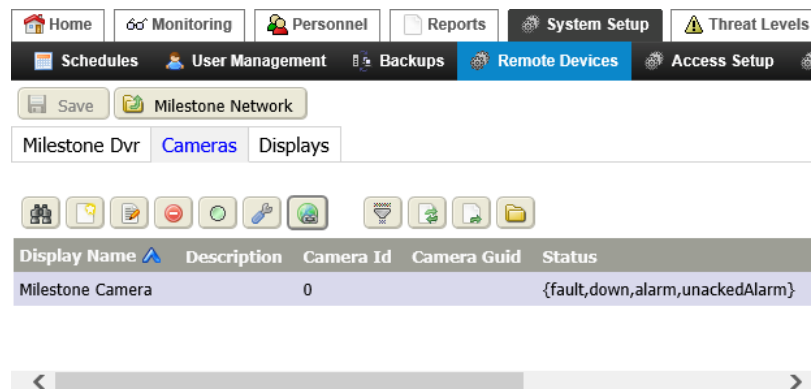 Home Monitoring Personnel Reports System Setup Threat Levels
Schedules User Management Backups Remote Devices Access Setup
Save Milestone Network
Milestone Dvr Cameras Displays
Display Name Description Camera Id Camera Guid Status
Milestone Camera 0 {fault,down,alarm,unackedAlarm}